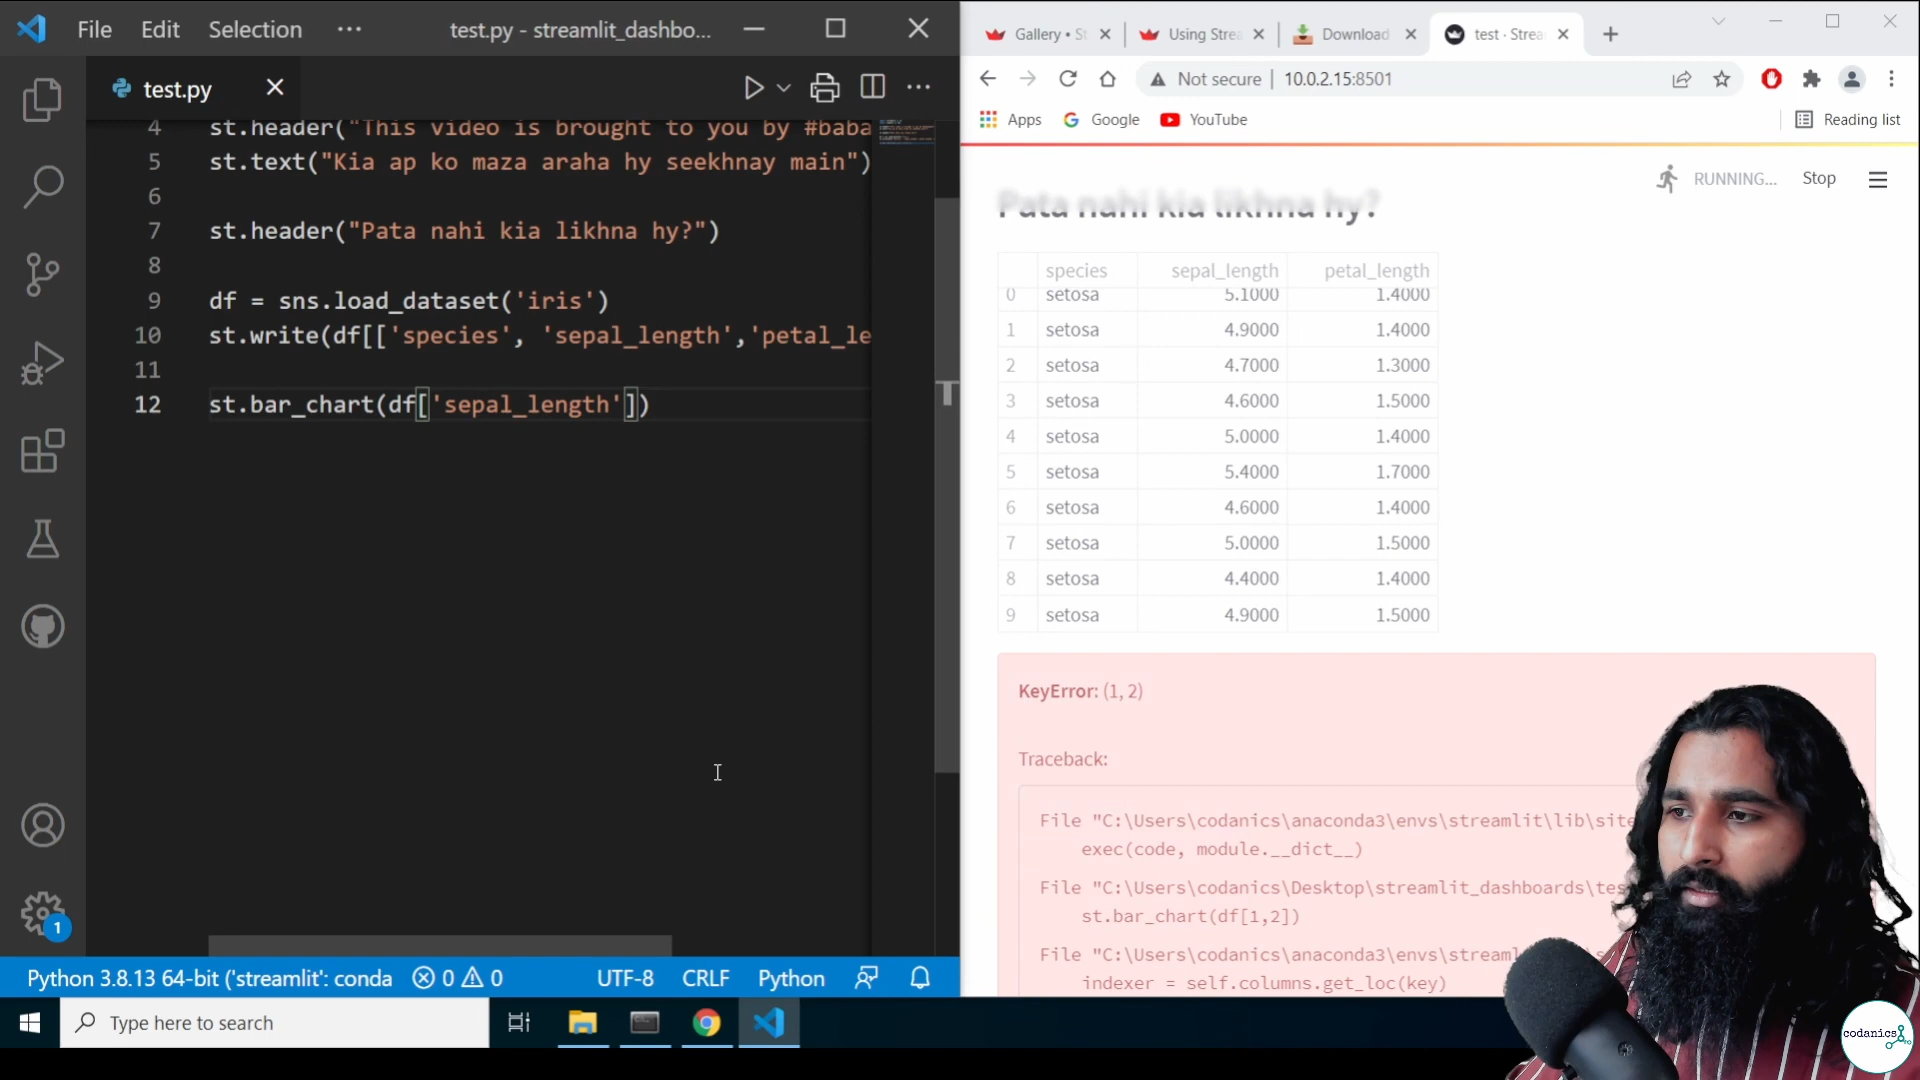 File Edit Selection ··· test.py - streamlit_dashbo...
test.py
4 st.header("This video is brought to you by #baba
5 st.text("Kia ap ko maza araha hy seekhnay main")
6
7 st.header("Pata nahi kia likhna hy?")
8
9 df = sns.load_dataset('iris')
10 st.write(df[['species', 'sepal_length','petal_le
11
12 st.bar_chart(df['sepal_length'])
1
Python 3.8.13 64-bit ('streamlit': conda 0 0 UTF-8 CRLF Python
Type here to search
Gallery • St Using Strea Download test · Strea
Not secure | 10.0.2.15:8501
Apps Google YouTube Reading list
RUNNING... Stop
Pata nahi kia likhna hy?
species sepal_length petal_length
0 setosa 5.1000 1.4000
1 setosa 4.9000 1.4000
2 setosa 4.7000 1.3000
3 setosa 4.6000 1.5000
4 setosa 5.0000 1.4000
5 setosa 5.4000 1.7000
6 setosa 4.6000 1.4000
7 setosa 5.0000 1.5000
8 setosa 4.4000 1.4000
9 setosa 4.9000 1.5000
KeyError: (1, 2)
Traceback:
File "C:\Users\codanics\anaconda3\envs\streamlit\lib\site
exec(code, module.__dict__)
File "C:\Users\codanics\Desktop\streamlit_dashboards\tes
st.bar_chart(df[1,2])
File "C:\Users\codanics\anaconda3\envs\streaml
indexer = self.columns.get_loc(key)
codanics